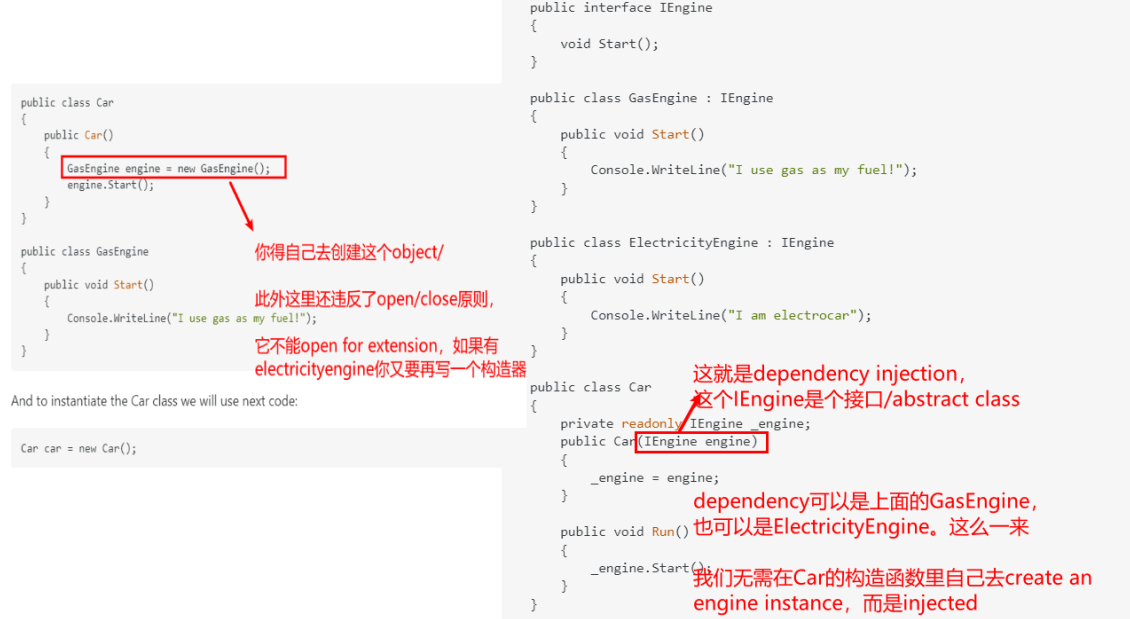 public class Car
{
    public Car()
    {
        GasEngine engine = new GasEngine();
        engine.Start();
    }
}
你得自己去创建这个object/
public class GasEngine
{
    public void Start()
    {
        Console.WriteLine("I use gas as my fuel!");
    }
}
此外这里还违反了open/close原则，
它不能open for extension，如果有
electricityengine你又要再写一个构造器
And to instantiate the Car class we will use next code:
Car car = new Car();
public interface IEngine
{
    void Start();
}
public class GasEngine : IEngine
{
    public void Start()
    {
        Console.WriteLine("I use gas as my fuel!");
    }
}
public class ElectricityEngine : IEngine
{
    public void Start()
    {
        Console.WriteLine("I am electrocar");
    }
}
public class Car
{
    private readonly IEngine _engine;
    public Car(IEngine engine)
    {
        _engine = engine;
    }
    public void Run()
    {
        _engine.Start();
    }
}
这就是dependency injection，
这个IEngine是个接口/abstract class
dependency可以是上面的GasEngine，
也可以是ElectricityEngine。这么一来
我们无需在Car的构造函数里自己去create an
engine instance，而是injected